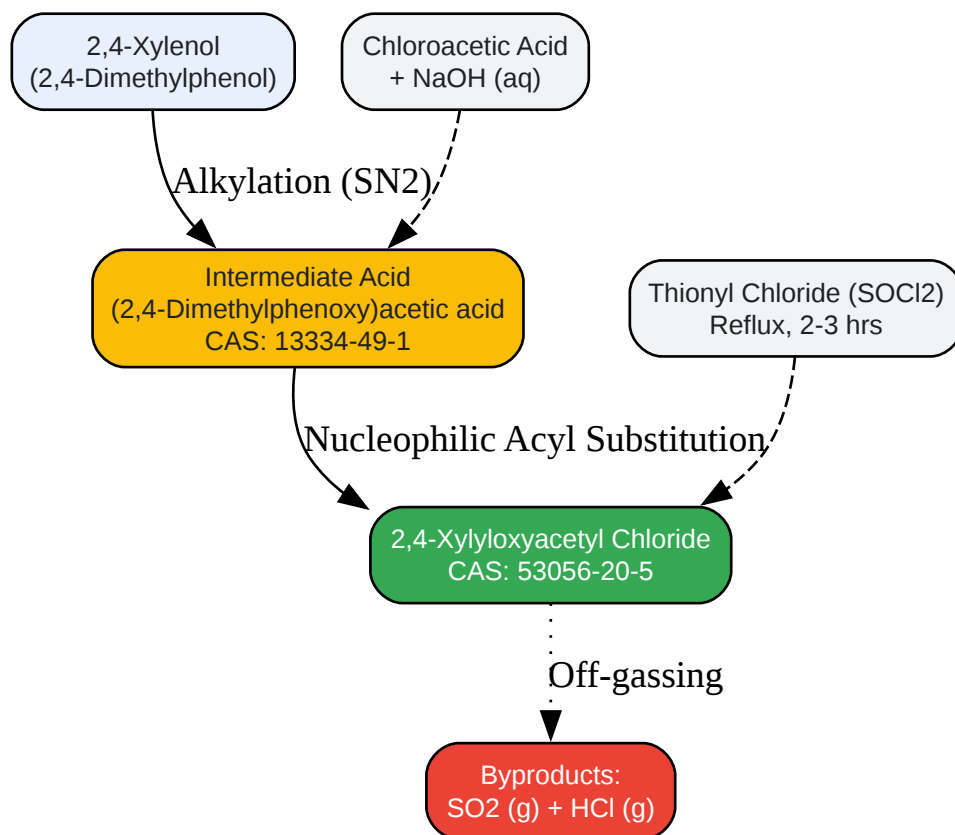 2,4-Xylenol
(2,4-Dimethylphenol)
Chloroacetic Acid
+ NaOH (aq)
Alkylation (SN2)
Intermediate Acid
(2,4-Dimethylphenoxy)acetic acid
CAS: 13334-49-1
Thionyl Chloride (SOCl2)
Reflux, 2-3 hrs
Nucleophilic Acyl Substitution
2,4-Xylyloxyacetyl Chloride
CAS: 53056-20-5
Off-gassing
Byproducts:
SO2 (g) + HCl (g)